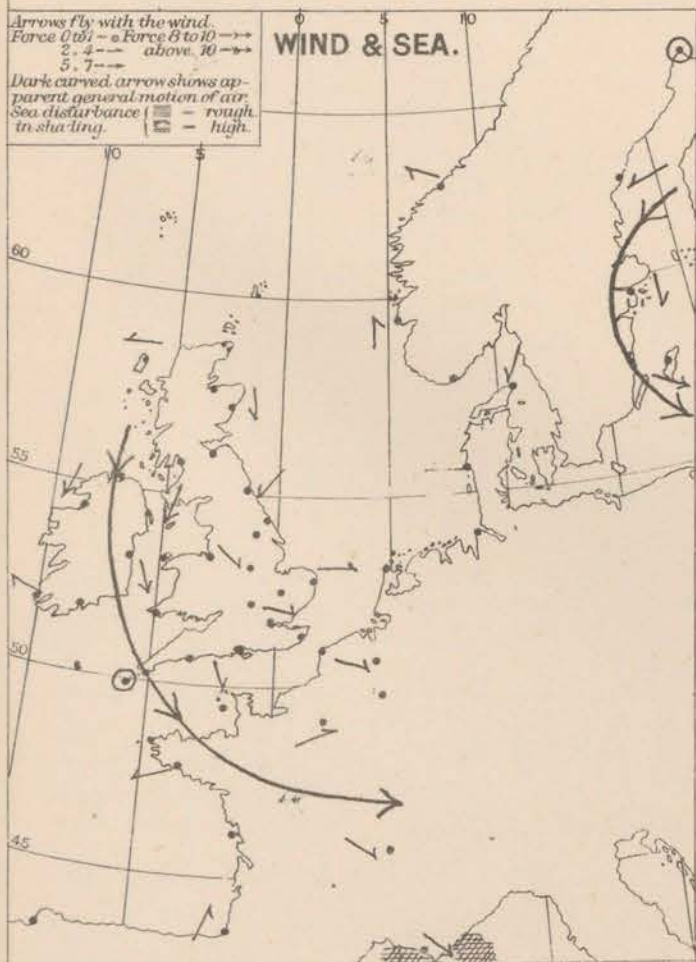 Arrows fly with the wind.
Force 0 to 1 – o Force 8 to 10 →→
2 . 4 - -→ above 10 →→
5 . 7 - -→
Dark curved arrow shows ap-
parent general motion of air.
Sea disturbance { – rough.
in shading. { – high.
WIND & SEA.
0
10
10
5
60
55
50
45